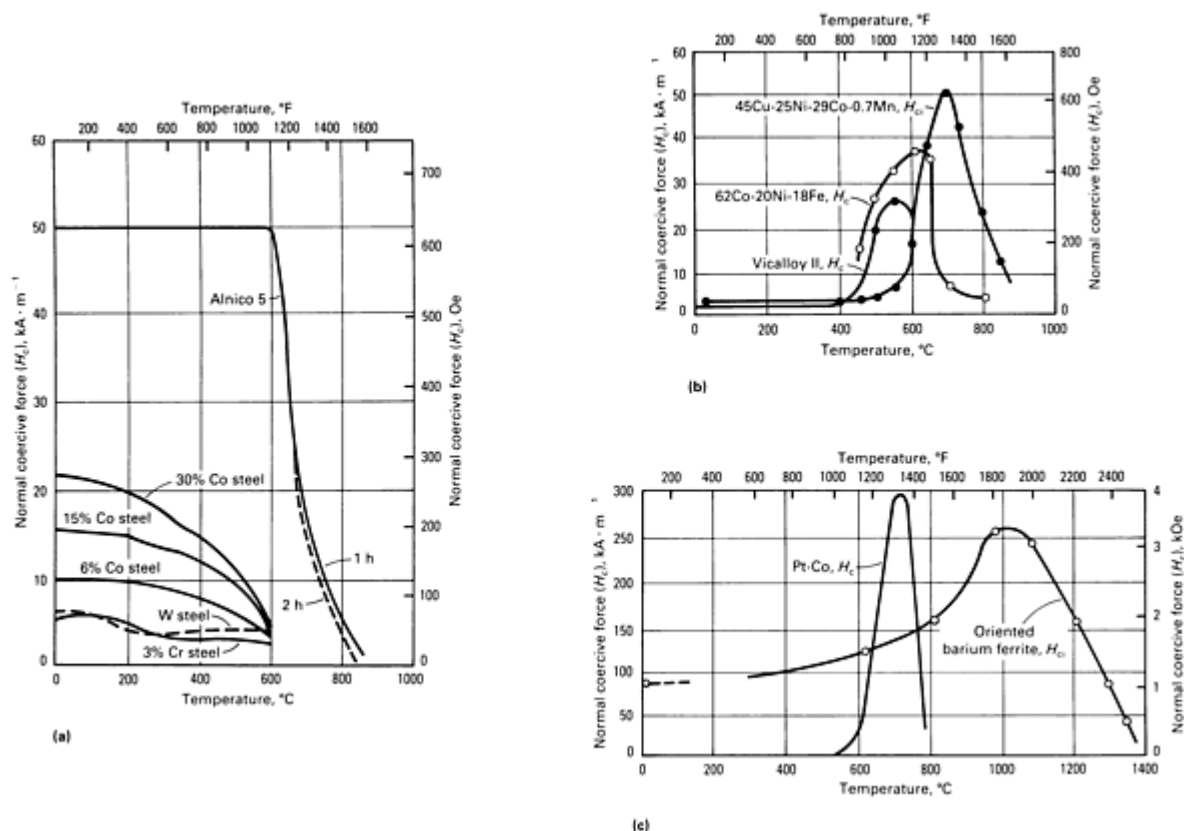 Temperature, °F
200 400 600 800 1000 1200 1400 1600
Normal coercive force (Hc), kA · m⁻¹
60
50
40
30
20
10
0
700
600
500
400
300
200
100
0
Normal coercive force (Hc), Oe
Alnico 5
30% Co steel
15% Co steel
6% Co steel
1 h
W steel
2 h
3% Cr steel
0 200 400 600 800 1000
Temperature, °C
(a)
Temperature, °F
200 400 600 800 1000 1200 1400 1600
Normal coercive force (Hc), kA · m
60
50
40
30
20
10
0
800
600
400
200
0
Normal coercive force (Hc), Oe
45Cu-25Ni-29Co-0.7Mn, Hci
62Co-20Ni-18Fe, Hc
Vicalloy II, Hc
0 200 400 600 800 1000
Temperature, °C
(b)
Temperature, °F
200 400 600 800 1000 1200 1400 1600 1800 2000 2200 2400
Normal coercive force (Hc), kA · m⁻¹
300
250
200
150
100
50
0
4
3
2
1
0
Normal coercive force (Hc), kOe
Pt-Co, Hc
Oriented
barium ferrite, Hci
0 200 400 600 800 1000 1200 1400
Temperature, °C
(c)